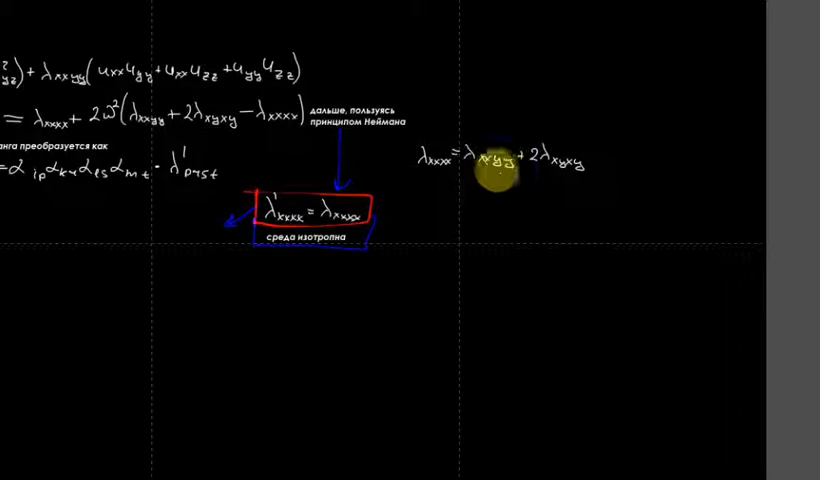 + λxxyy(uxxuyy+uxxuzz+uyyuzz)
= λxxxx+ 2ω²(λxxyy + 2λxyxy - λxxxx)
дальше, пользуясь
принципом Неймана
λxxxx = λxxyy + 2λxyxy
нга преобразуется как
λ'xxxx = λxxxx
среда изотропна